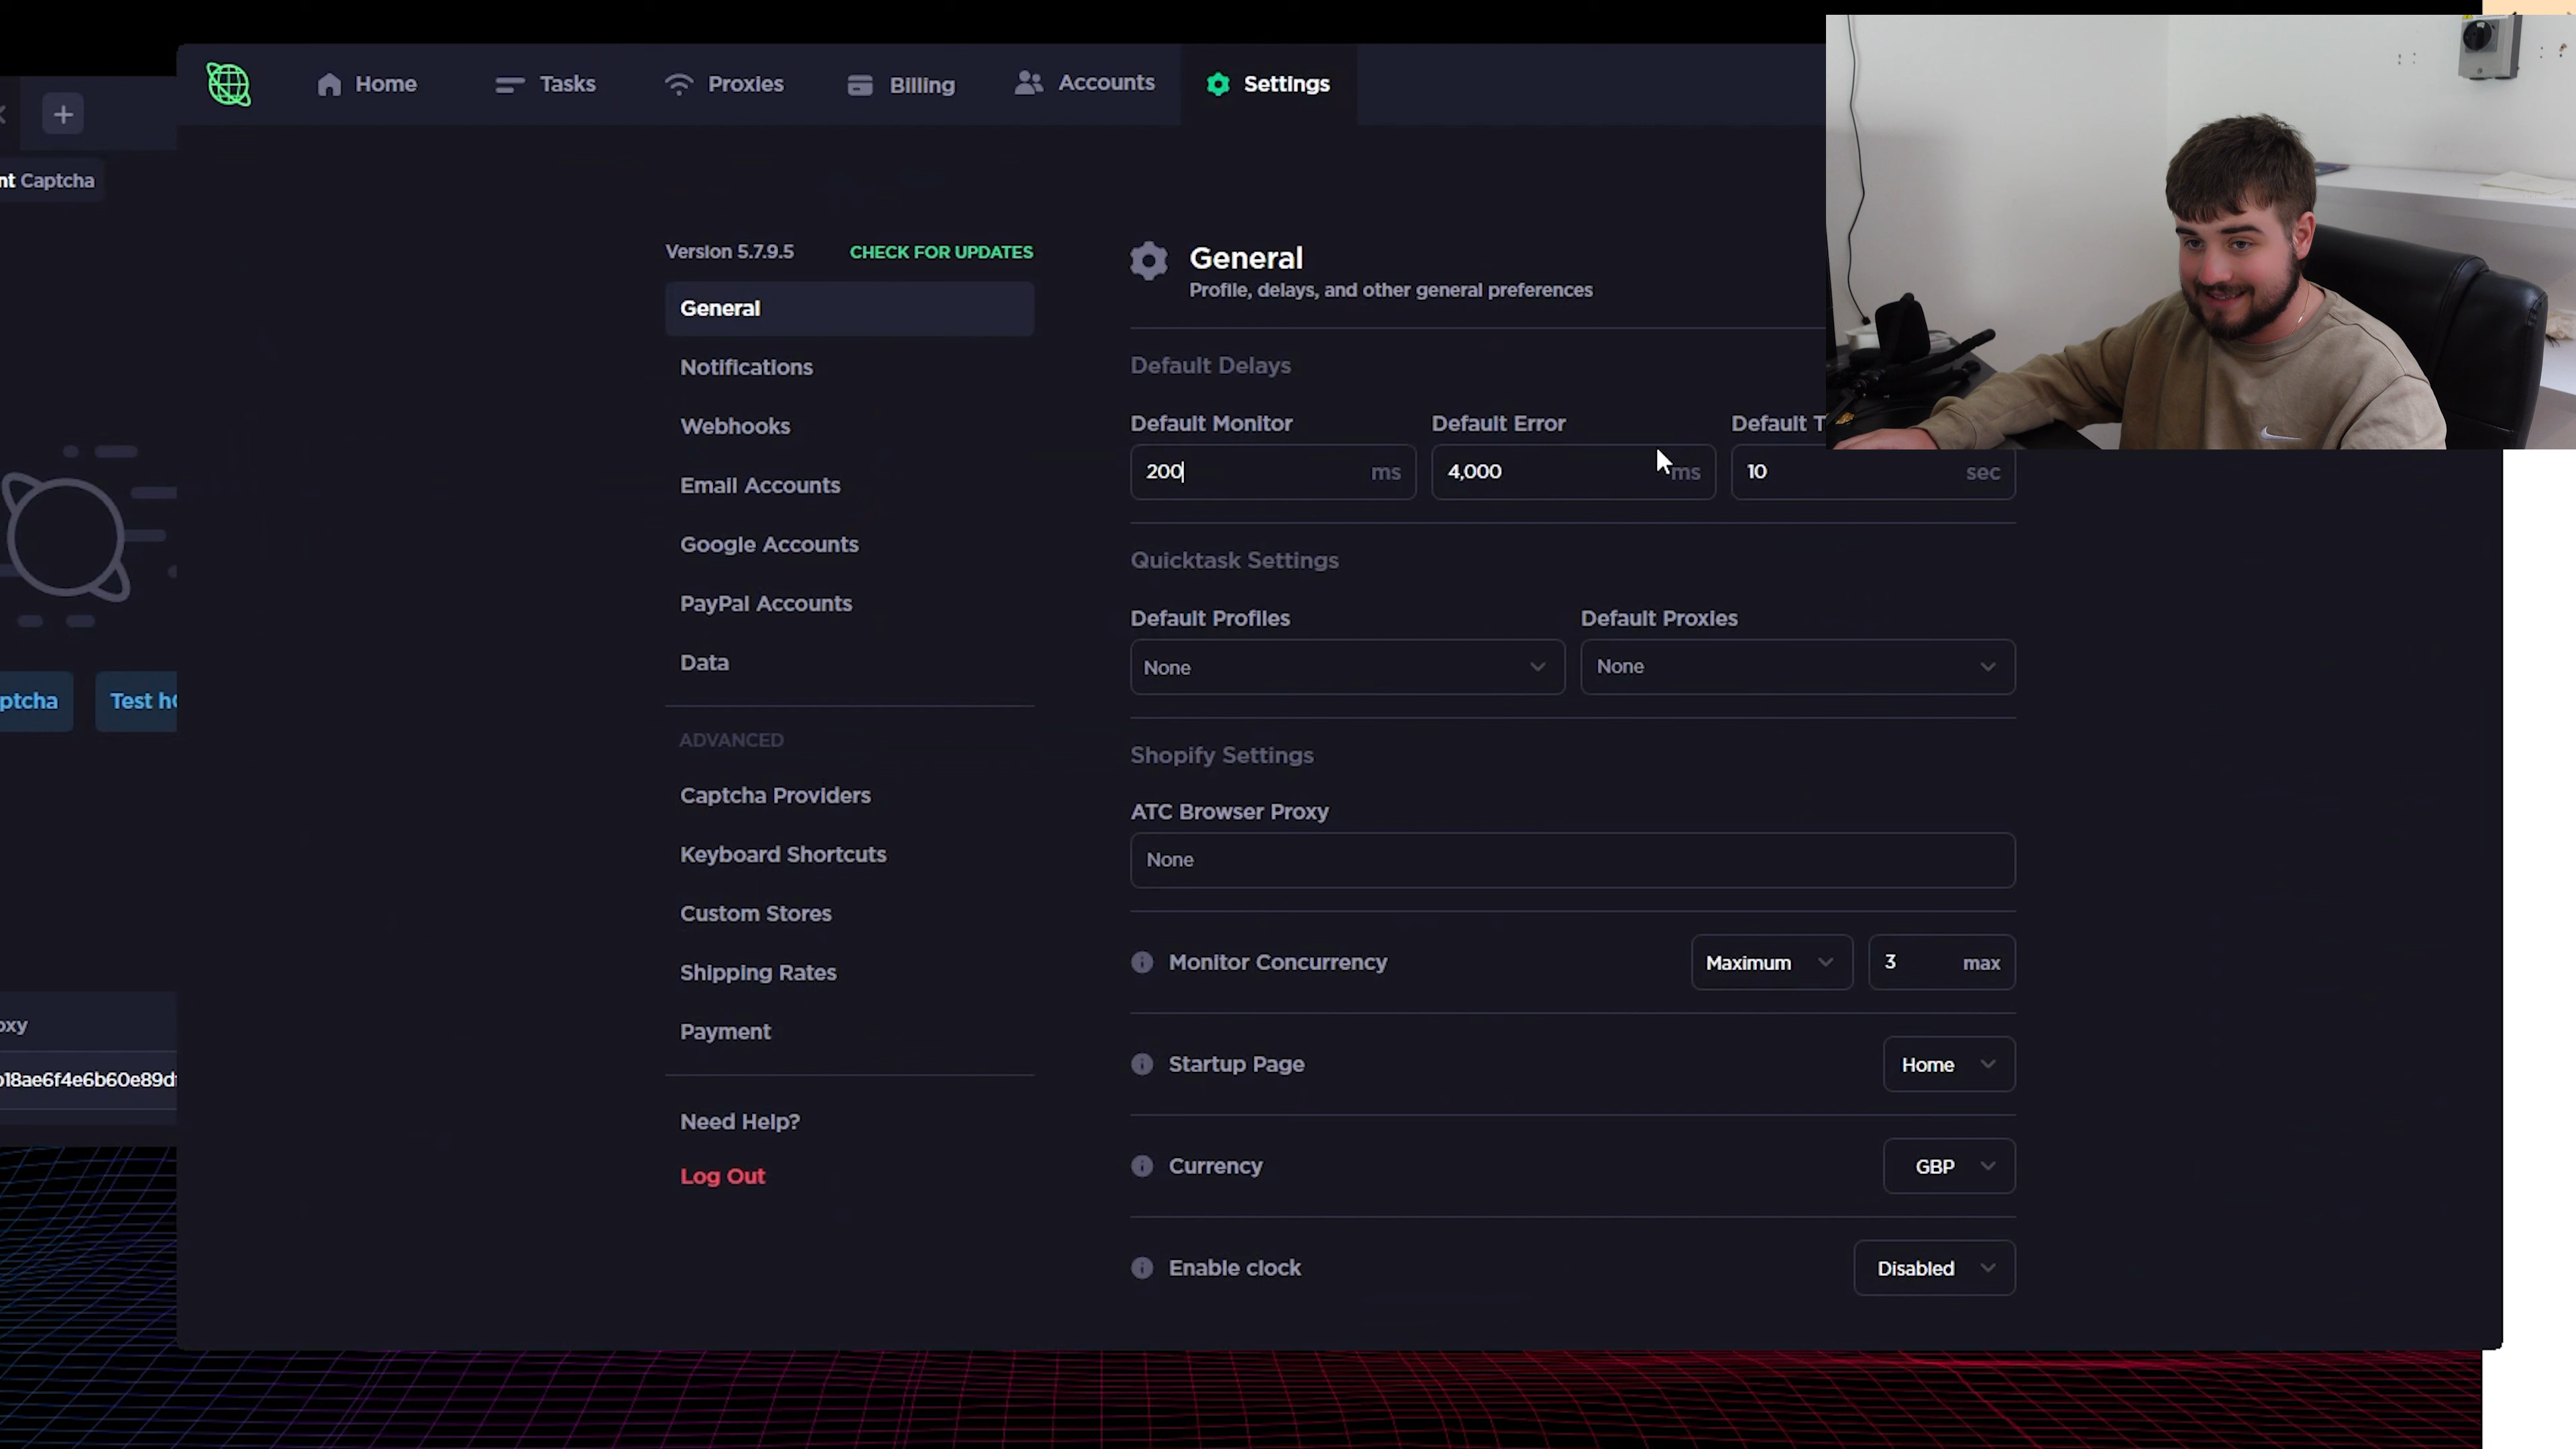 Home
Tasks
Proxies
Billing
Accounts
Settings
nt Captcha
Version 5.7.9.5
CHECK FOR UPDATES
General
Notifications
Webhooks
Email Accounts
Google Accounts
PayPal Accounts
Data
ADVANCED
Captcha Providers
Keyboard Shortcuts
Custom Stores
Shipping Rates
Payment
Need Help?
Log Out
General
Profile, delays, and other general preferences
Default Delays
Default Monitor
Default Error
Default T
200
ms
4,000
ms
10
sec
Quicktask Settings
Default Profiles
Default Proxies
None
None
Shopify Settings
ATC Browser Proxy
None
Monitor Concurrency
Maximum
3
max
Startup Page
Home
Currency
GBP
Enable clock
Disabled
ptcha
Test h
oxy
18ae6f4e6b60e89d